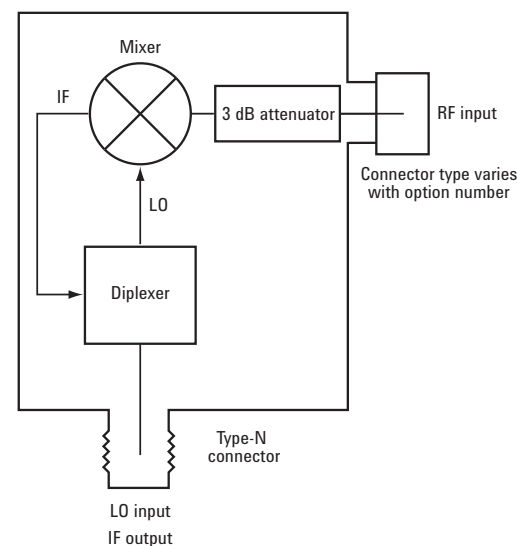 Mixer
IF
3 dB attenuator
RF input
Connector type varies
with option number
LO
Diplexer
Type-N
connector
LO input
IF output